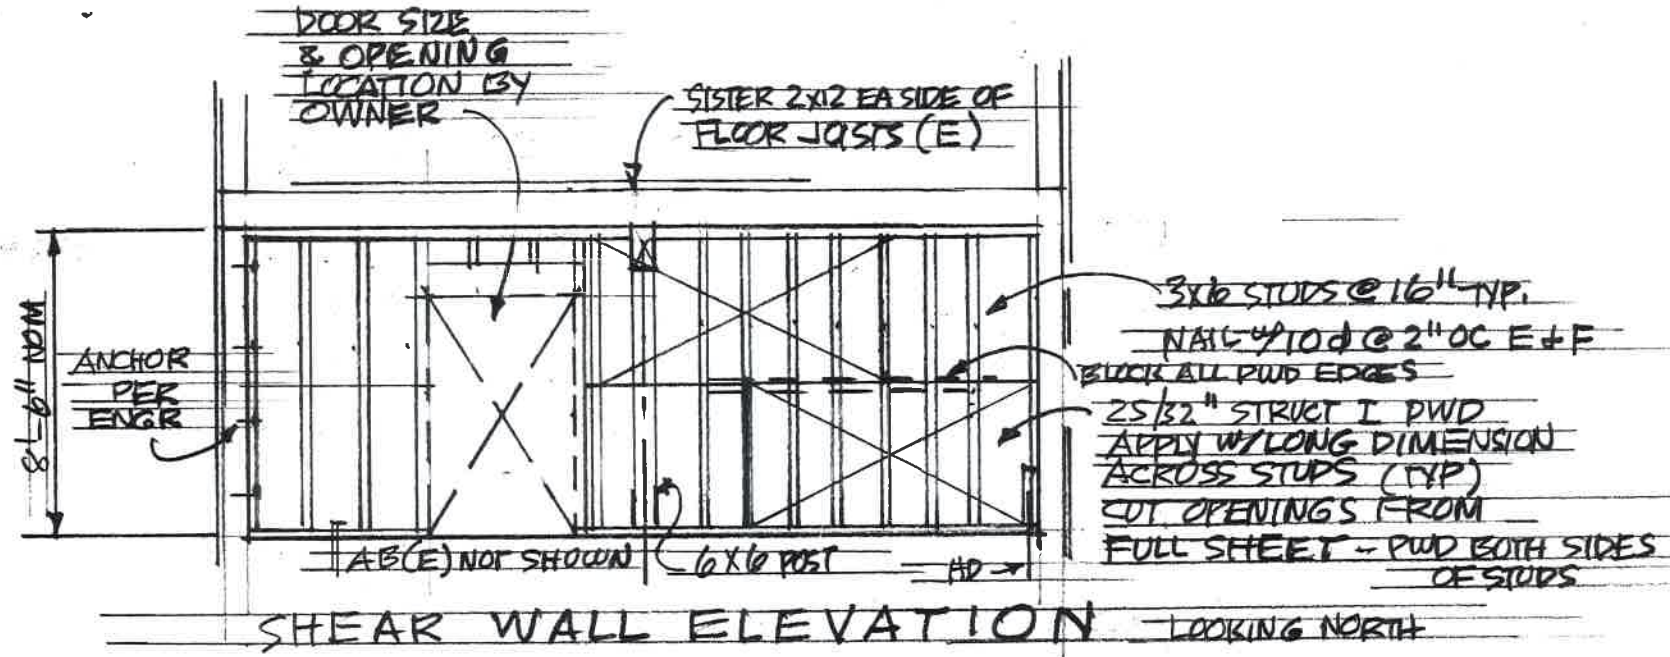 DOOR SIZE
& OPENING
LOCATION BY
OWNER
SISTER 2X12 EA SIDE OF
FLOOR JOISTS (E)
8'-6" NOM
ANCHOR
PER
ENGR
3X6 STUDS @ 16" TYP.
NAIL W/10d @ 2" OC E & F
BLOCK ALL PWD EDGES
25/32" STRUCT I PWD
APPLY W/LONG DIMENSION
ACROSS STUDS (TYP)
CUT OPENINGS FROM
FULL SHEET - PWD BOTH SIDES
OF STUDS
AB(E) NOT SHOWN
6X6 POST
HD
SHEAR WALL ELEVATION
LOOKING NORTH